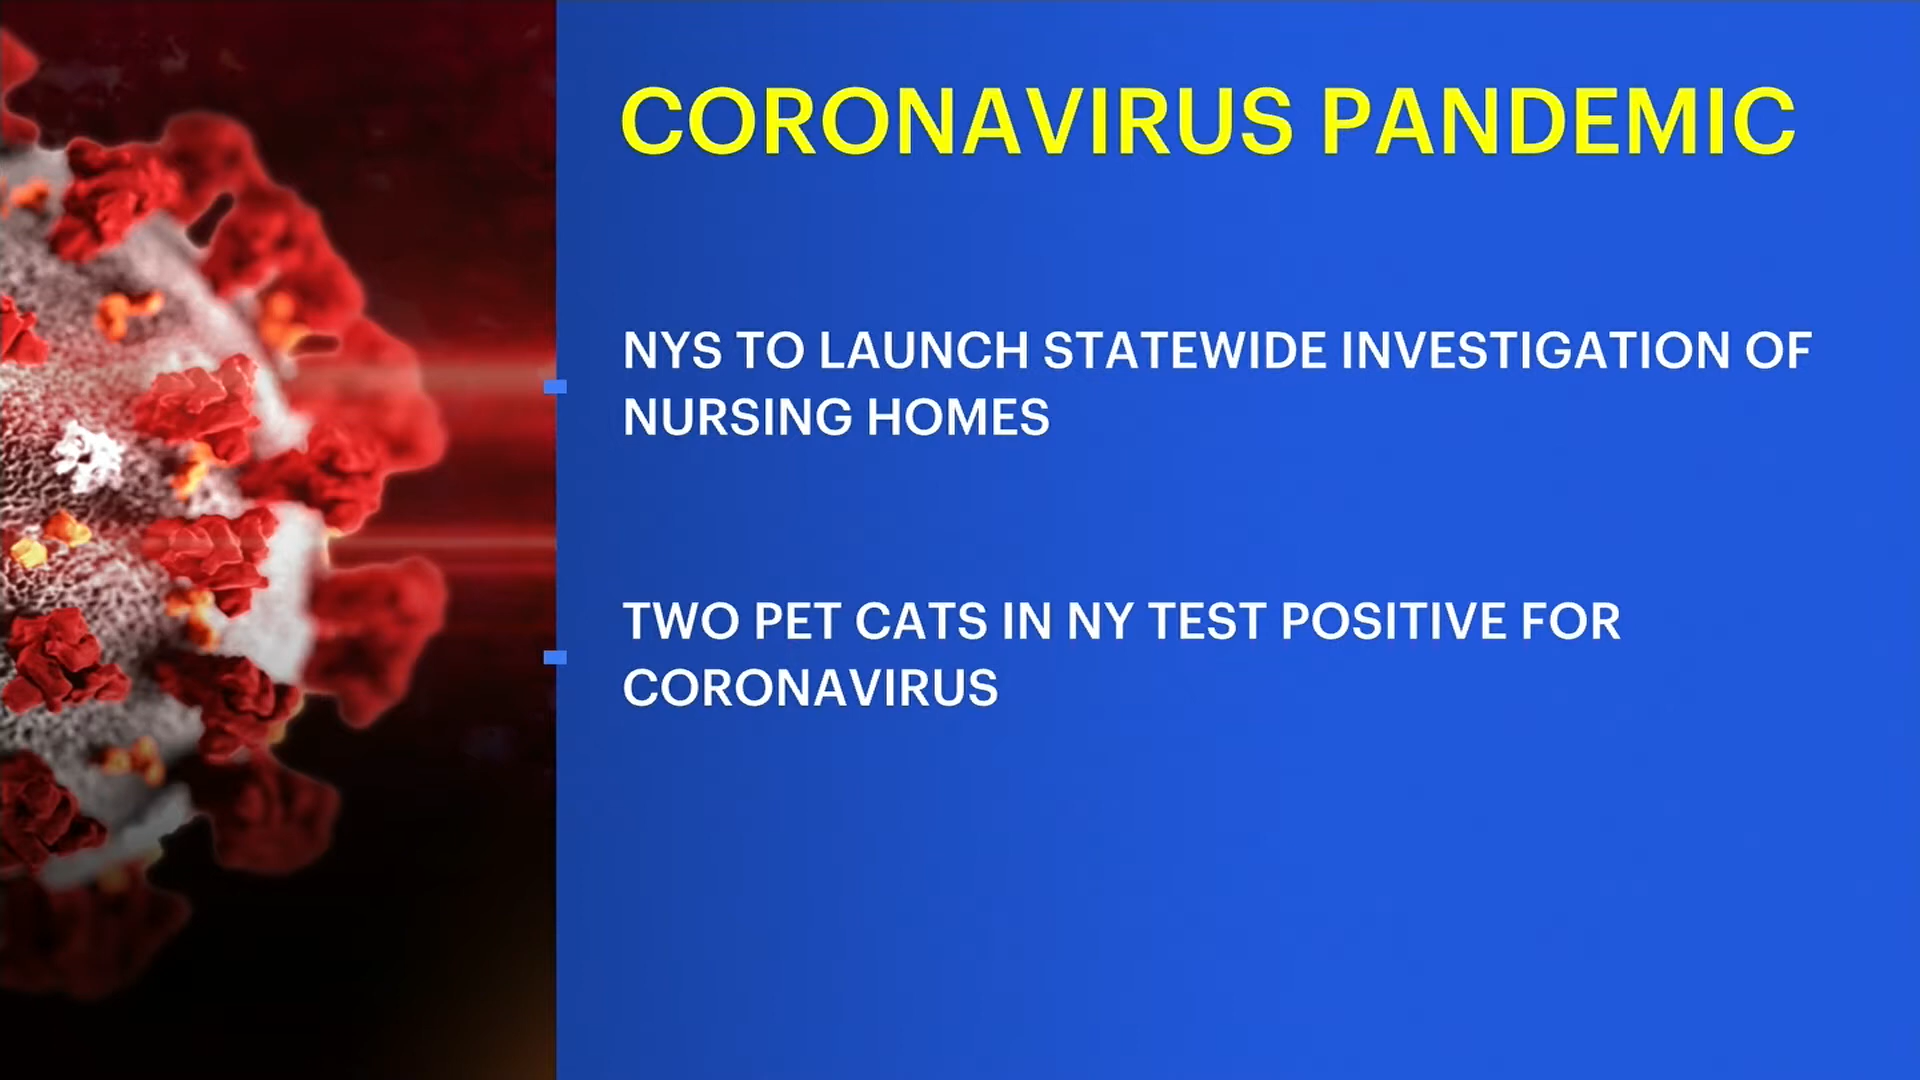 CORONAVIRUS PANDEMIC
NYS TO LAUNCH STATEWIDE INVESTIGATION OF
NURSING HOMES
TWO PET CATS IN NY TEST POSITIVE FOR
CORONAVIRUS